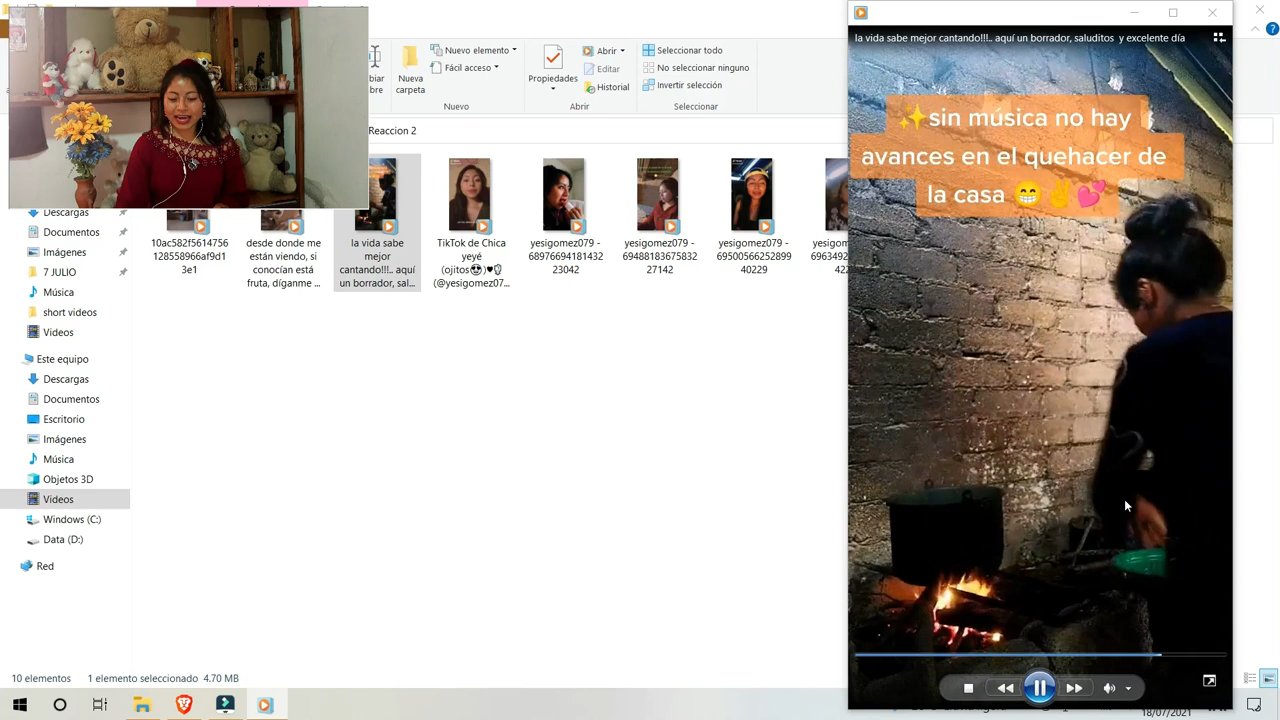 Nuevo elemento
Fácil acceso
Nueva
carpeta
Nuevo
Propiedades
Abrir
Editar
Historial
Abrir
Seleccionar todo
No seleccionar ninguno
Invertir selección
Seleccionar
Reaccion 2
Descargas
Documentos
Imágenes
7 JULIO
Música
short videos
Videos
Este equipo
Descargas
Documentos
Escritorio
Imágenes
Música
Objetos 3D
Videos
Windows (C:)
Data (D:)
Red
10ac582f5614756
128558966af9d1
3e1
desde donde me
están viendo, si
conocían está
fruta, díganme ...
la vida sabe
mejor
cantando!!!.. aquí
un borrador, sal...
TikTok de Chica
yeyé
(ojitos😎)♥️
(@yesigomez07...
yesigomez079 -
68976694181432
23042
yesigomez079 -
69488183675832
27142
yesigomez079 -
69500566252899
40229
10 elementos
1 elemento seleccionado 4.70 MB
la vida sabe mejor cantando!!!.. aquí un borrador, saluditos y excelente día
✨sin música no hay
avances en el quehacer de
la casa 😁✌️💕
18/07/2021